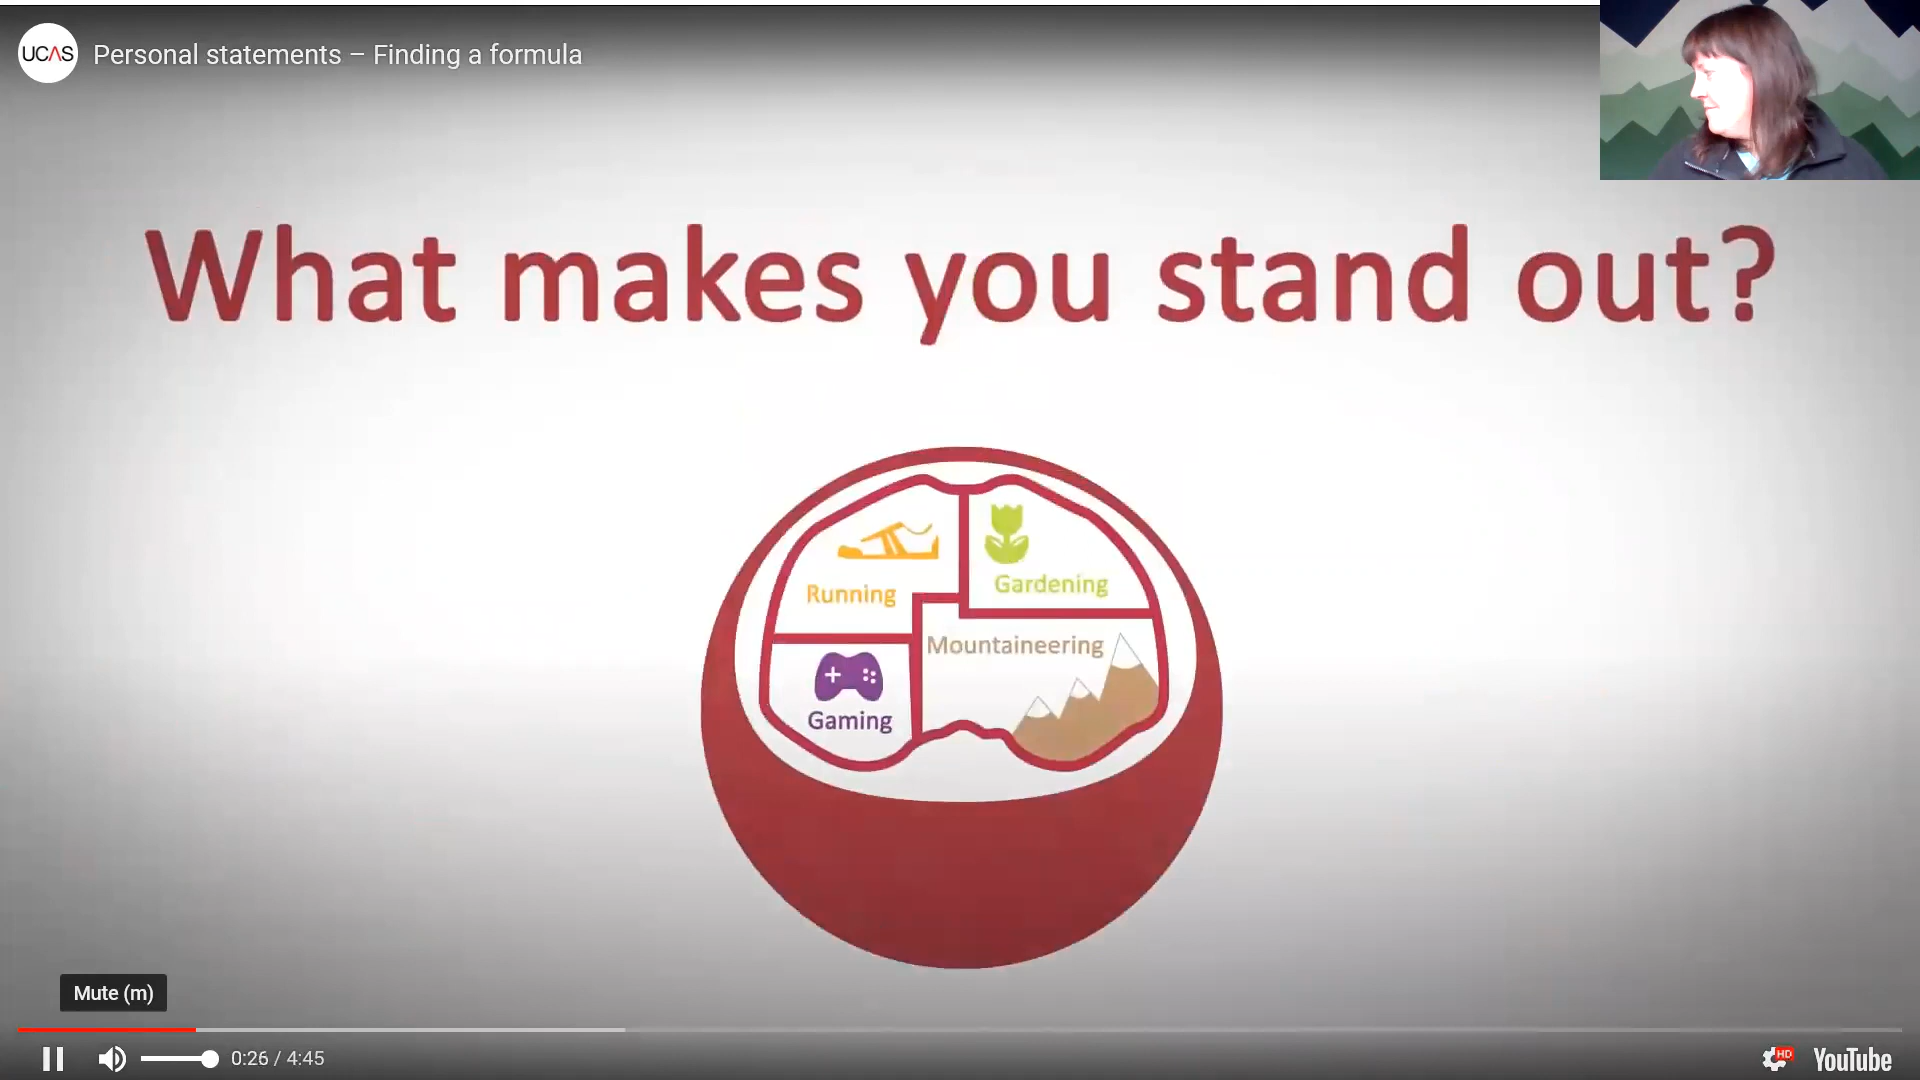 UCAS
Personal statements – Finding a formula
What makes you stand out?
Running
Gardening
Mountaineering
Gaming
Mute (m)
0:26 / 4:45
HD
YouTube